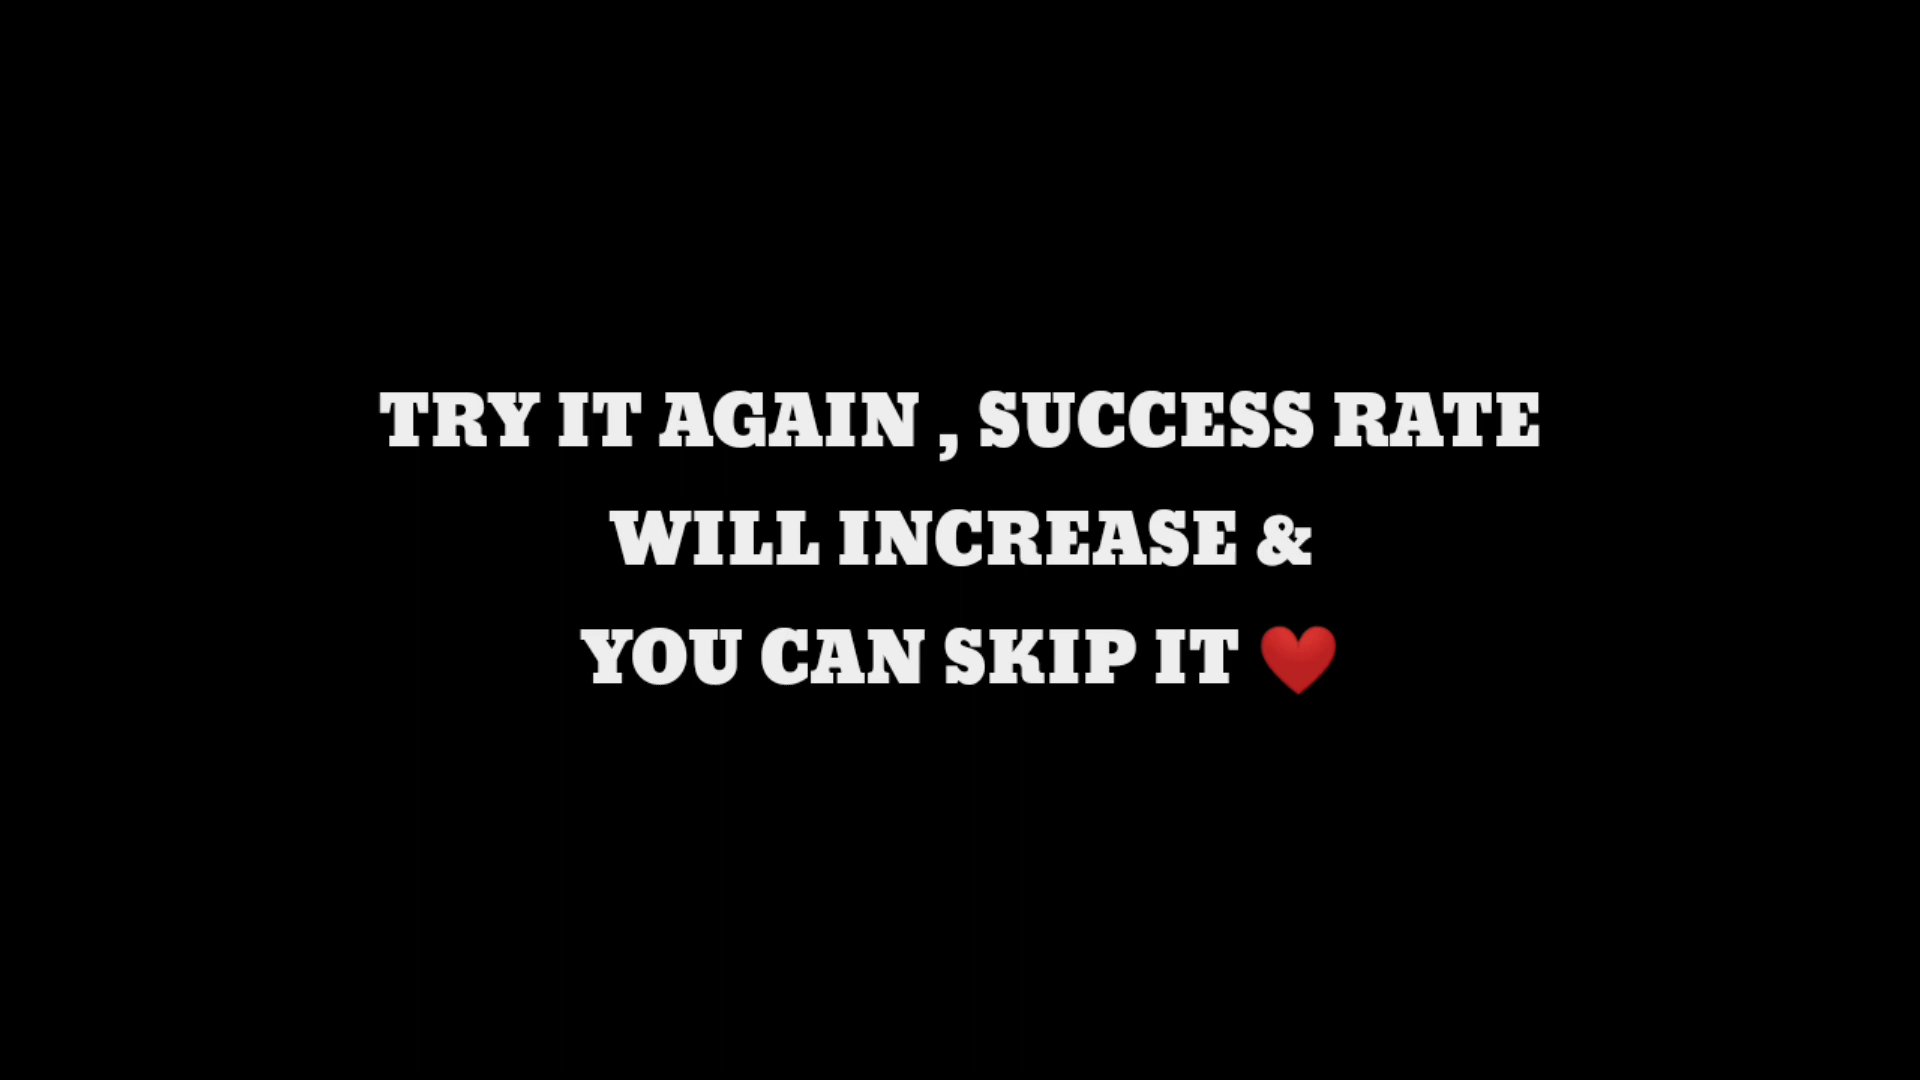 TRY IT AGAIN , SUCCESS RATE
WILL INCREASE &
YOU CAN SKIP IT ❤️